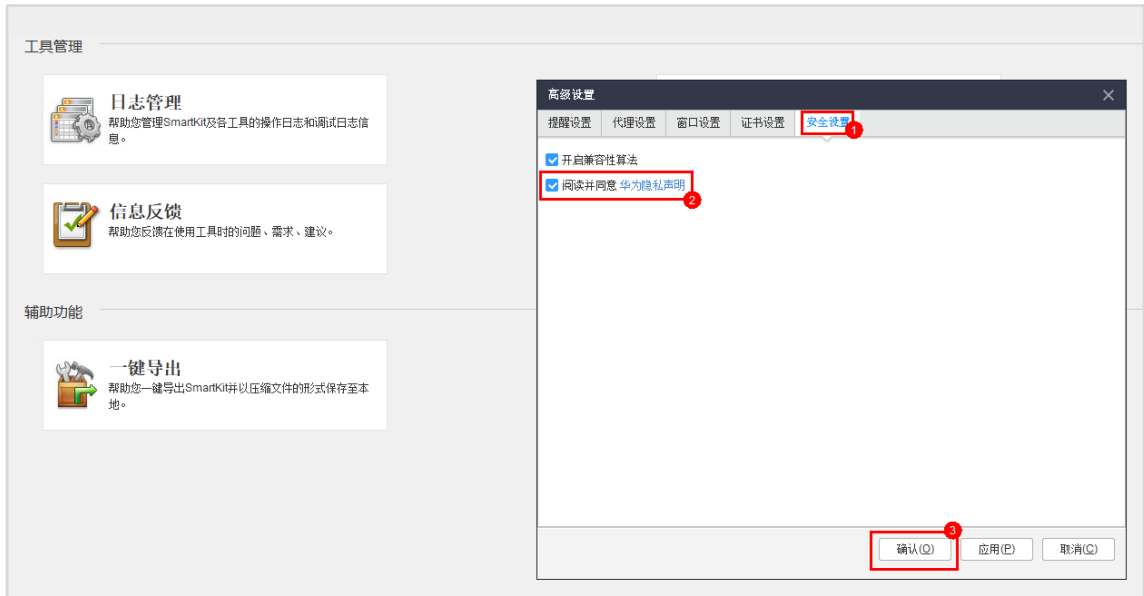 工具管理
日志管理
帮助您管理SmartKit及各工具的操作日志和调试日志信
息。
信息反馈
帮助您反馈在使用工具时的问题、需求、建议。
辅助功能
一键导出
帮助您一键导出SmartKit并以压缩文件的形式保存至本
地。
高级设置
提醒设置 代理设置 窗口设置 证书设置 安全设置 1
开启兼容性算法
阅读并同意 华为隐私声明
2
3
确认(O) 应用(P) 取消(C)